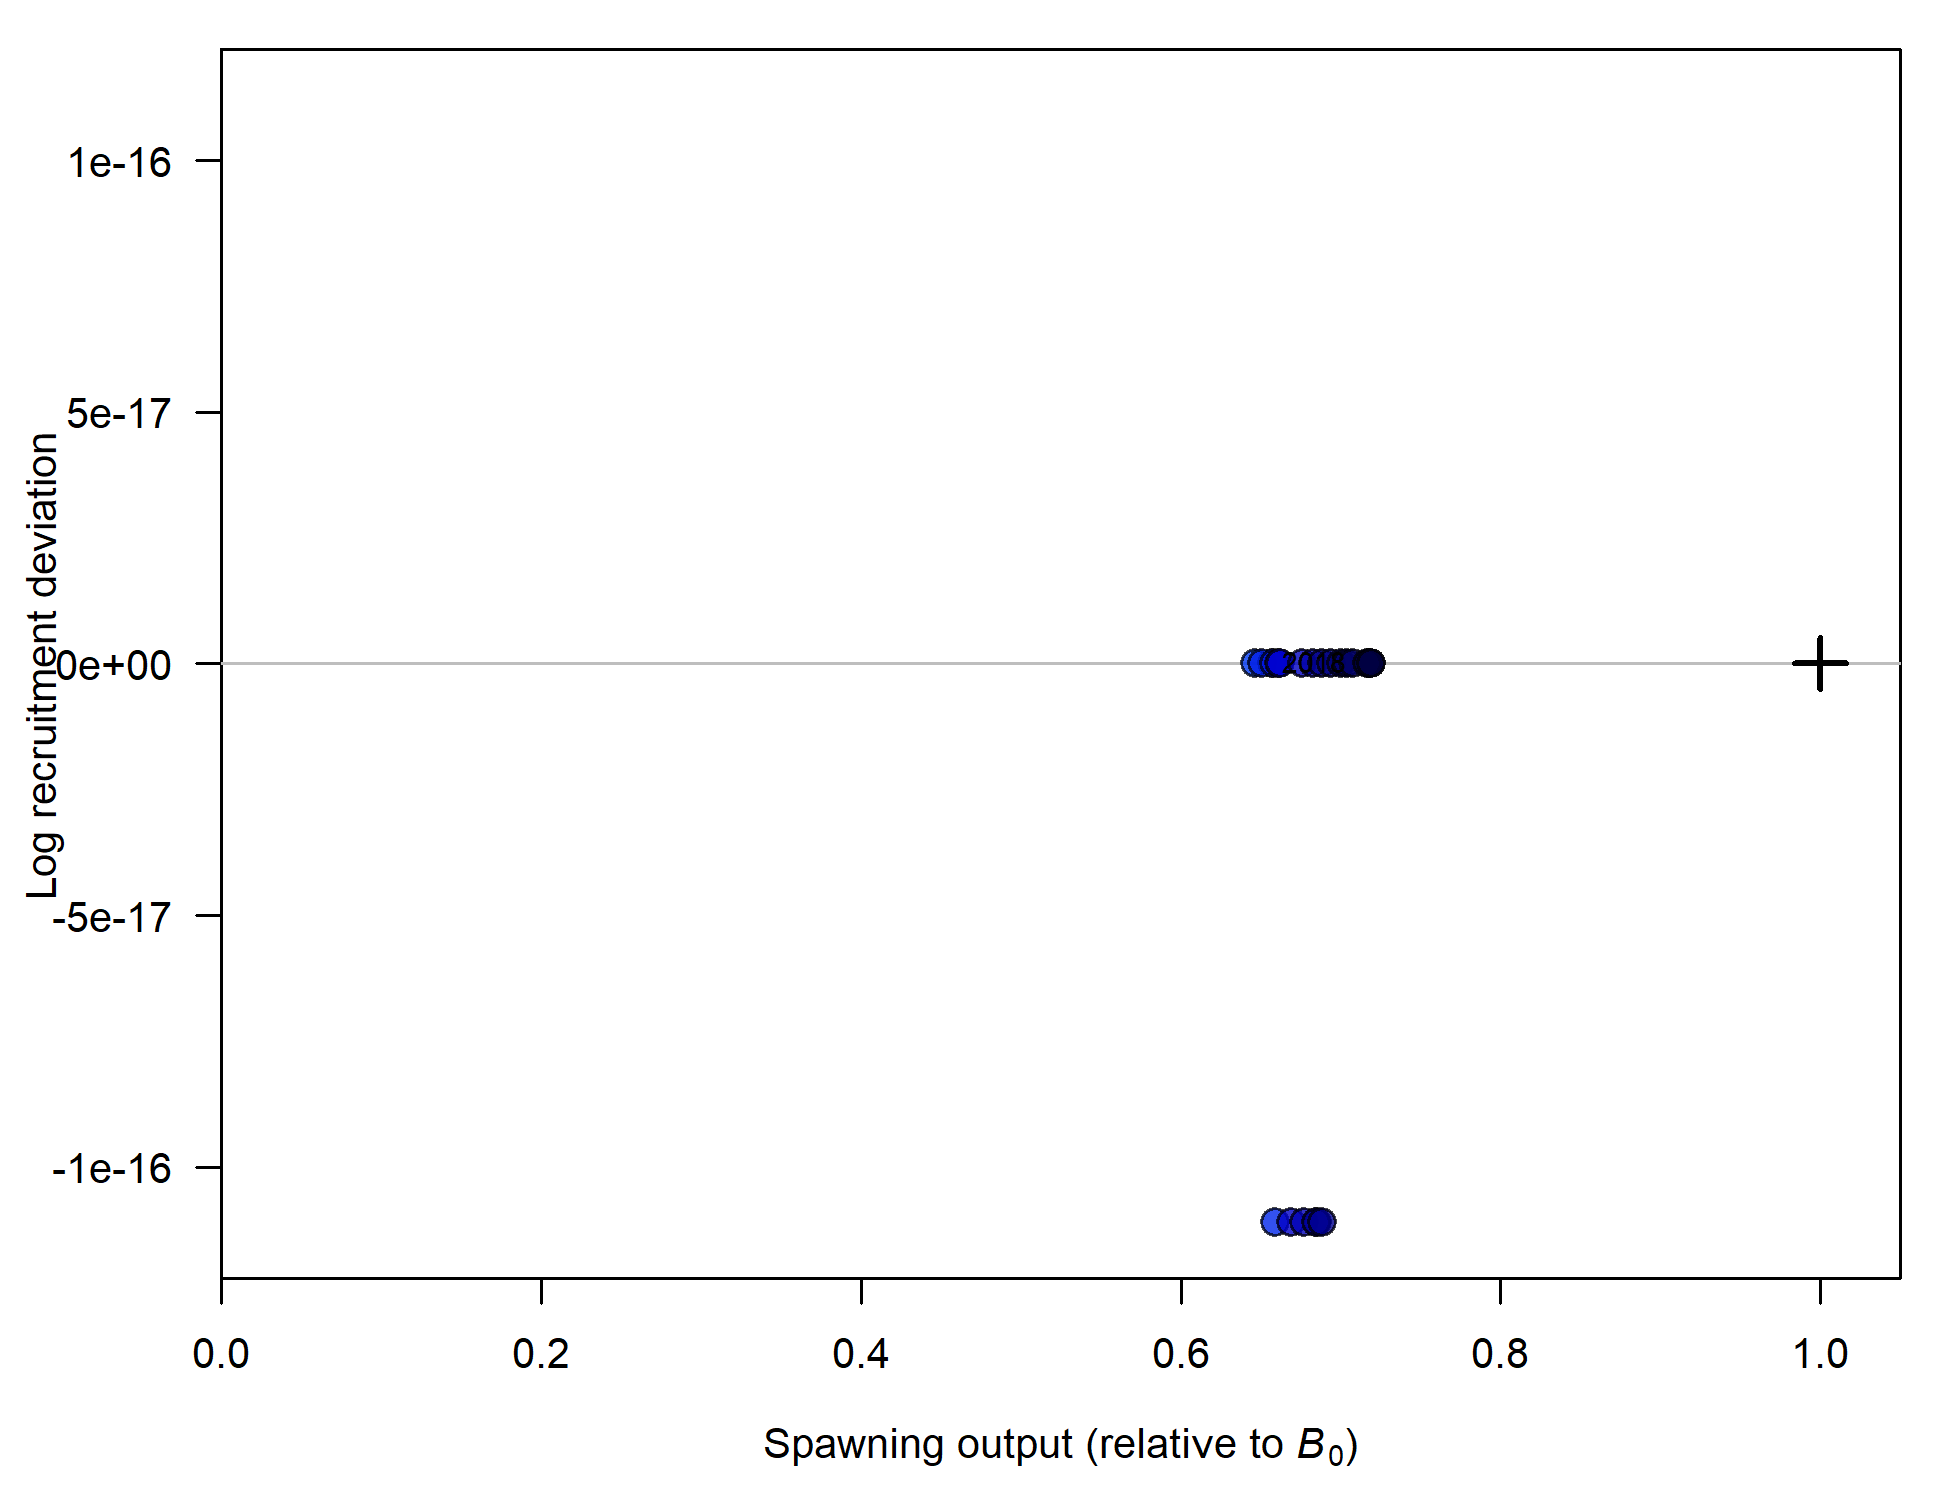 1e-16
5e-17
0e+00
-5e-17
-1e-16
Log recruitment deviation
0.0 0.2 0.4 0.6 0.8 1.0
Spawning output (relative to B0)